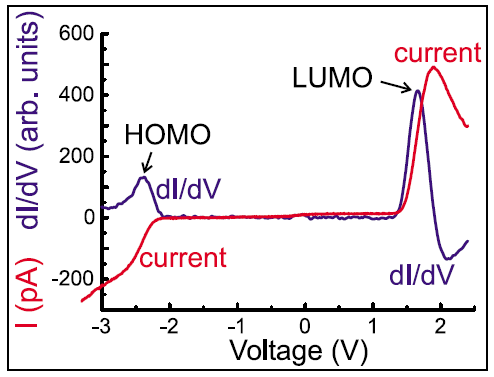 dI/dV (arb. units)
I (pA)
600
400
200
0
-200
HOMO
dI/dV
current
LUMO
current
dI/dV
-3
-2
-1
0
1
2
Voltage (V)